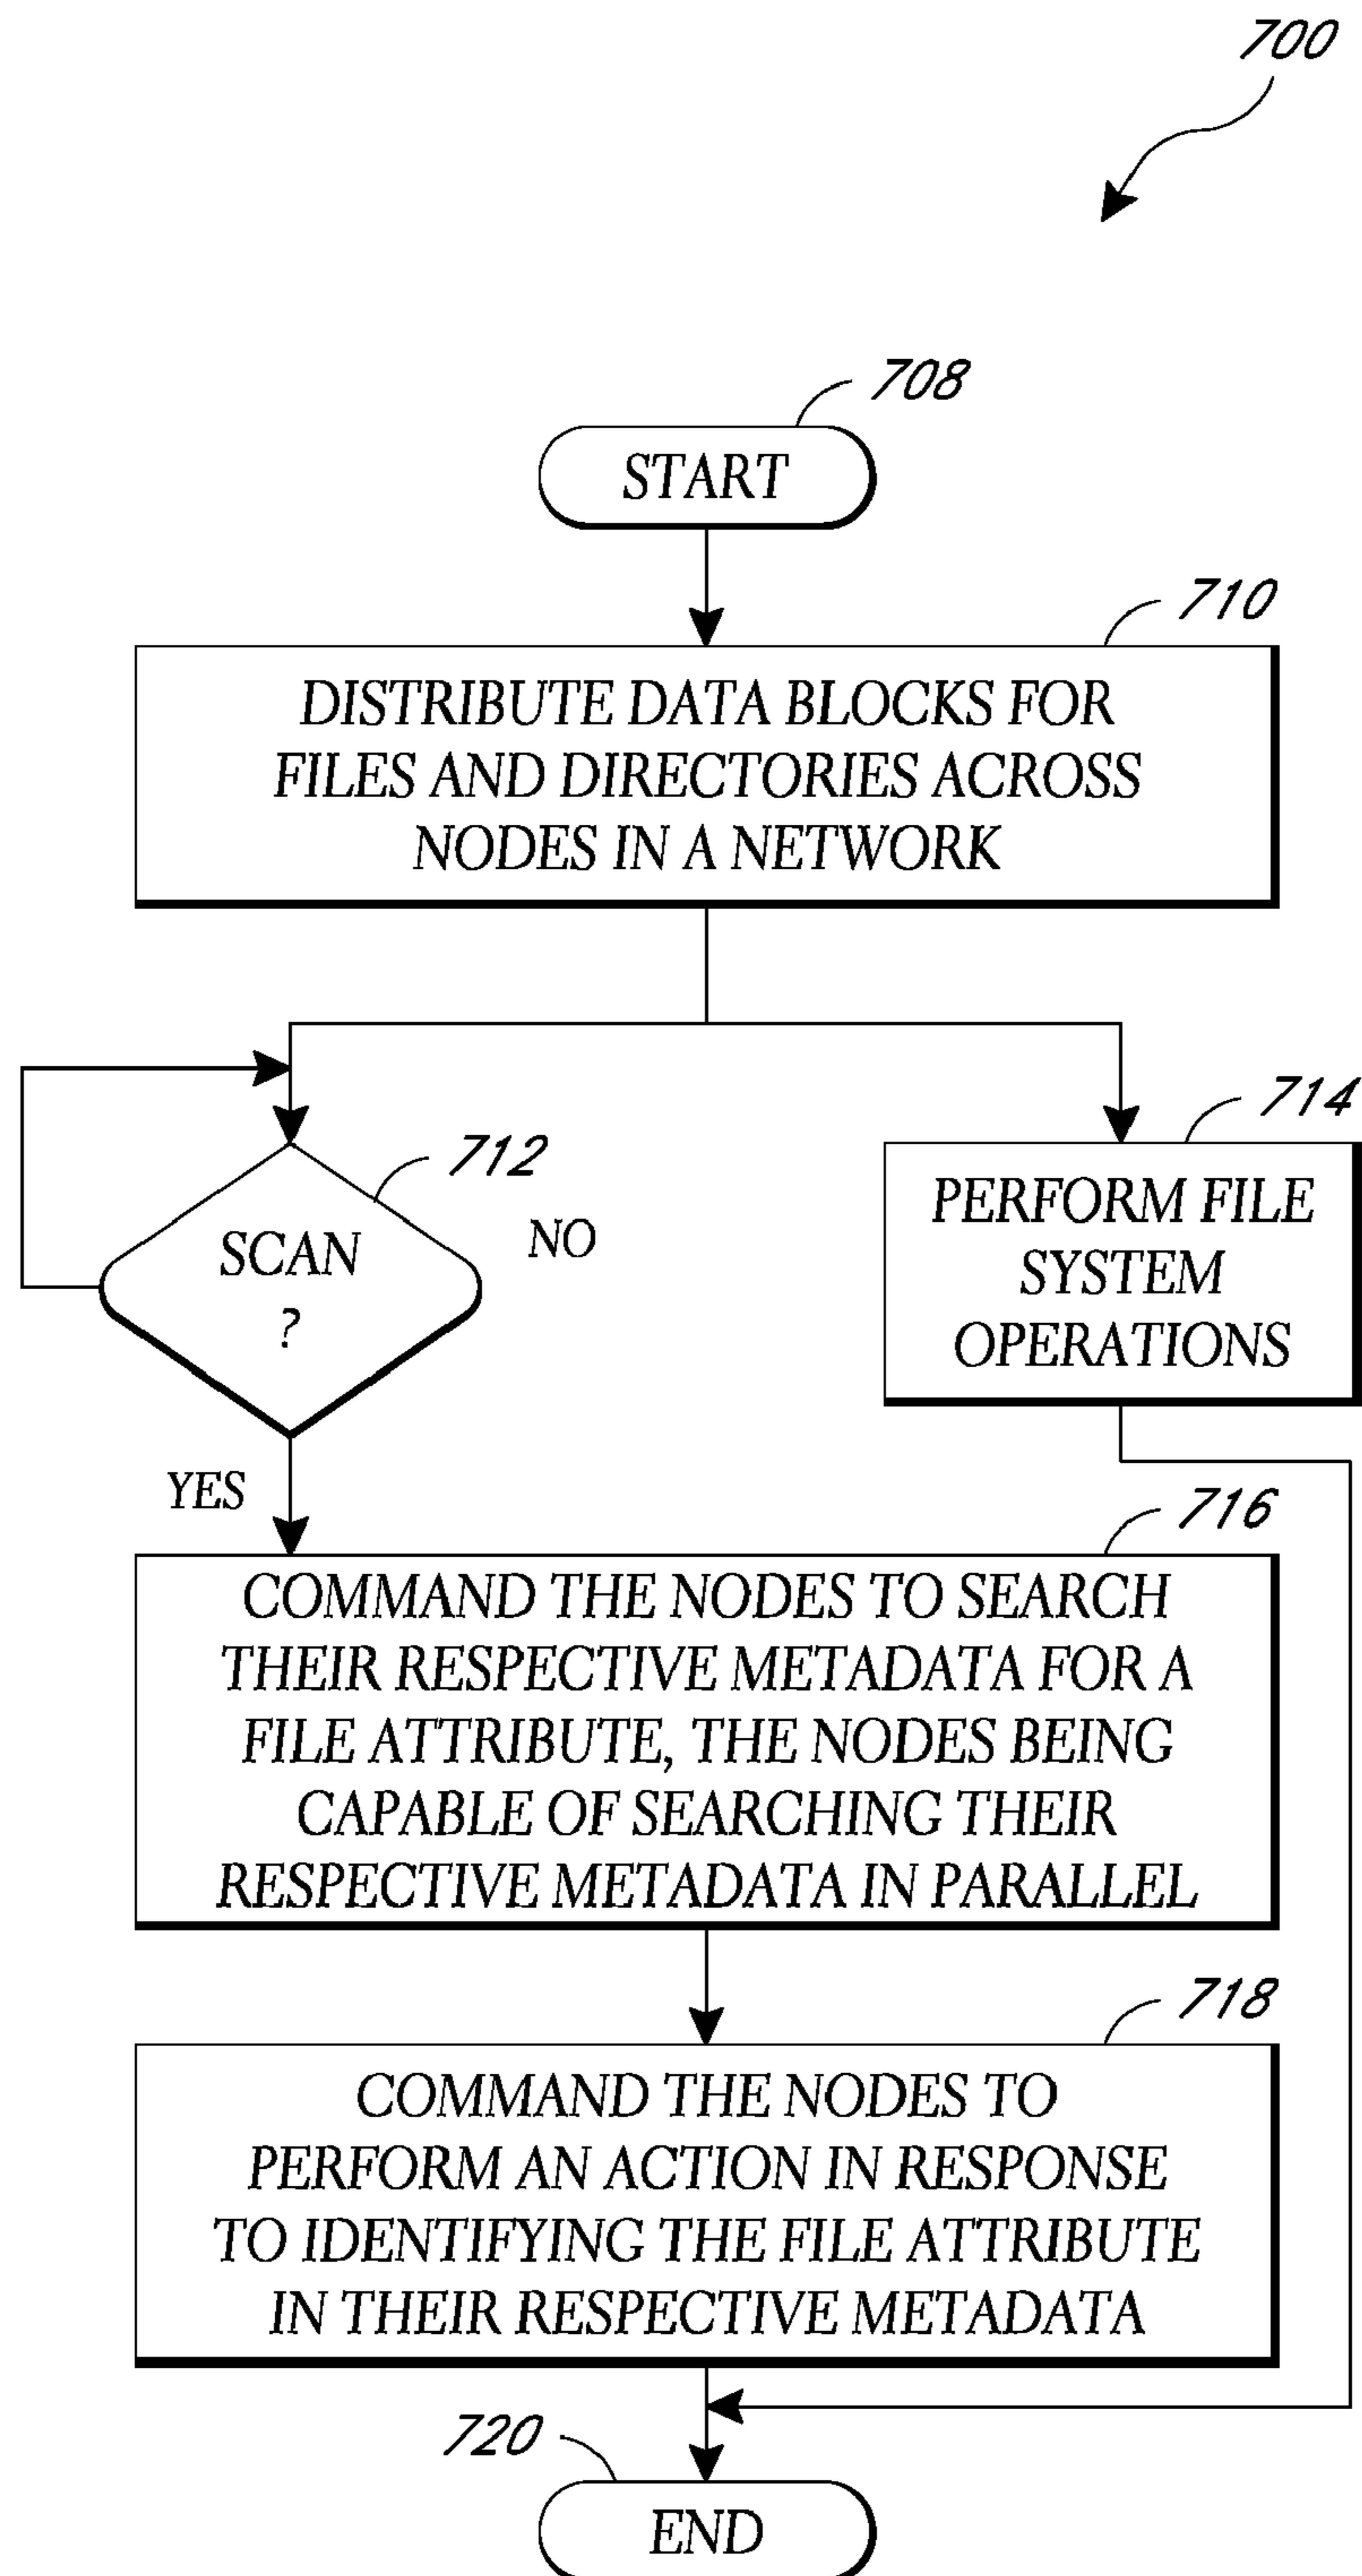 700
708
START
710
DISTRIBUTE DATA BLOCKS FOR
FILES AND DIRECTORIES ACROSS
NODES IN A NETWORK
712
SCAN
?
NO
YES
714
PERFORM FILE
SYSTEM
OPERATIONS
716
COMMAND THE NODES TO SEARCH
THEIR RESPECTIVE METADATA FOR A
FILE ATTRIBUTE, THE NODES BEING
CAPABLE OF SEARCHING THEIR
RESPECTIVE METADATA IN PARALLEL
718
COMMAND THE NODES TO
PERFORM AN ACTION IN RESPONSE
TO IDENTIFYING THE FILE ATTRIBUTE
IN THEIR RESPECTIVE METADATA
720
END